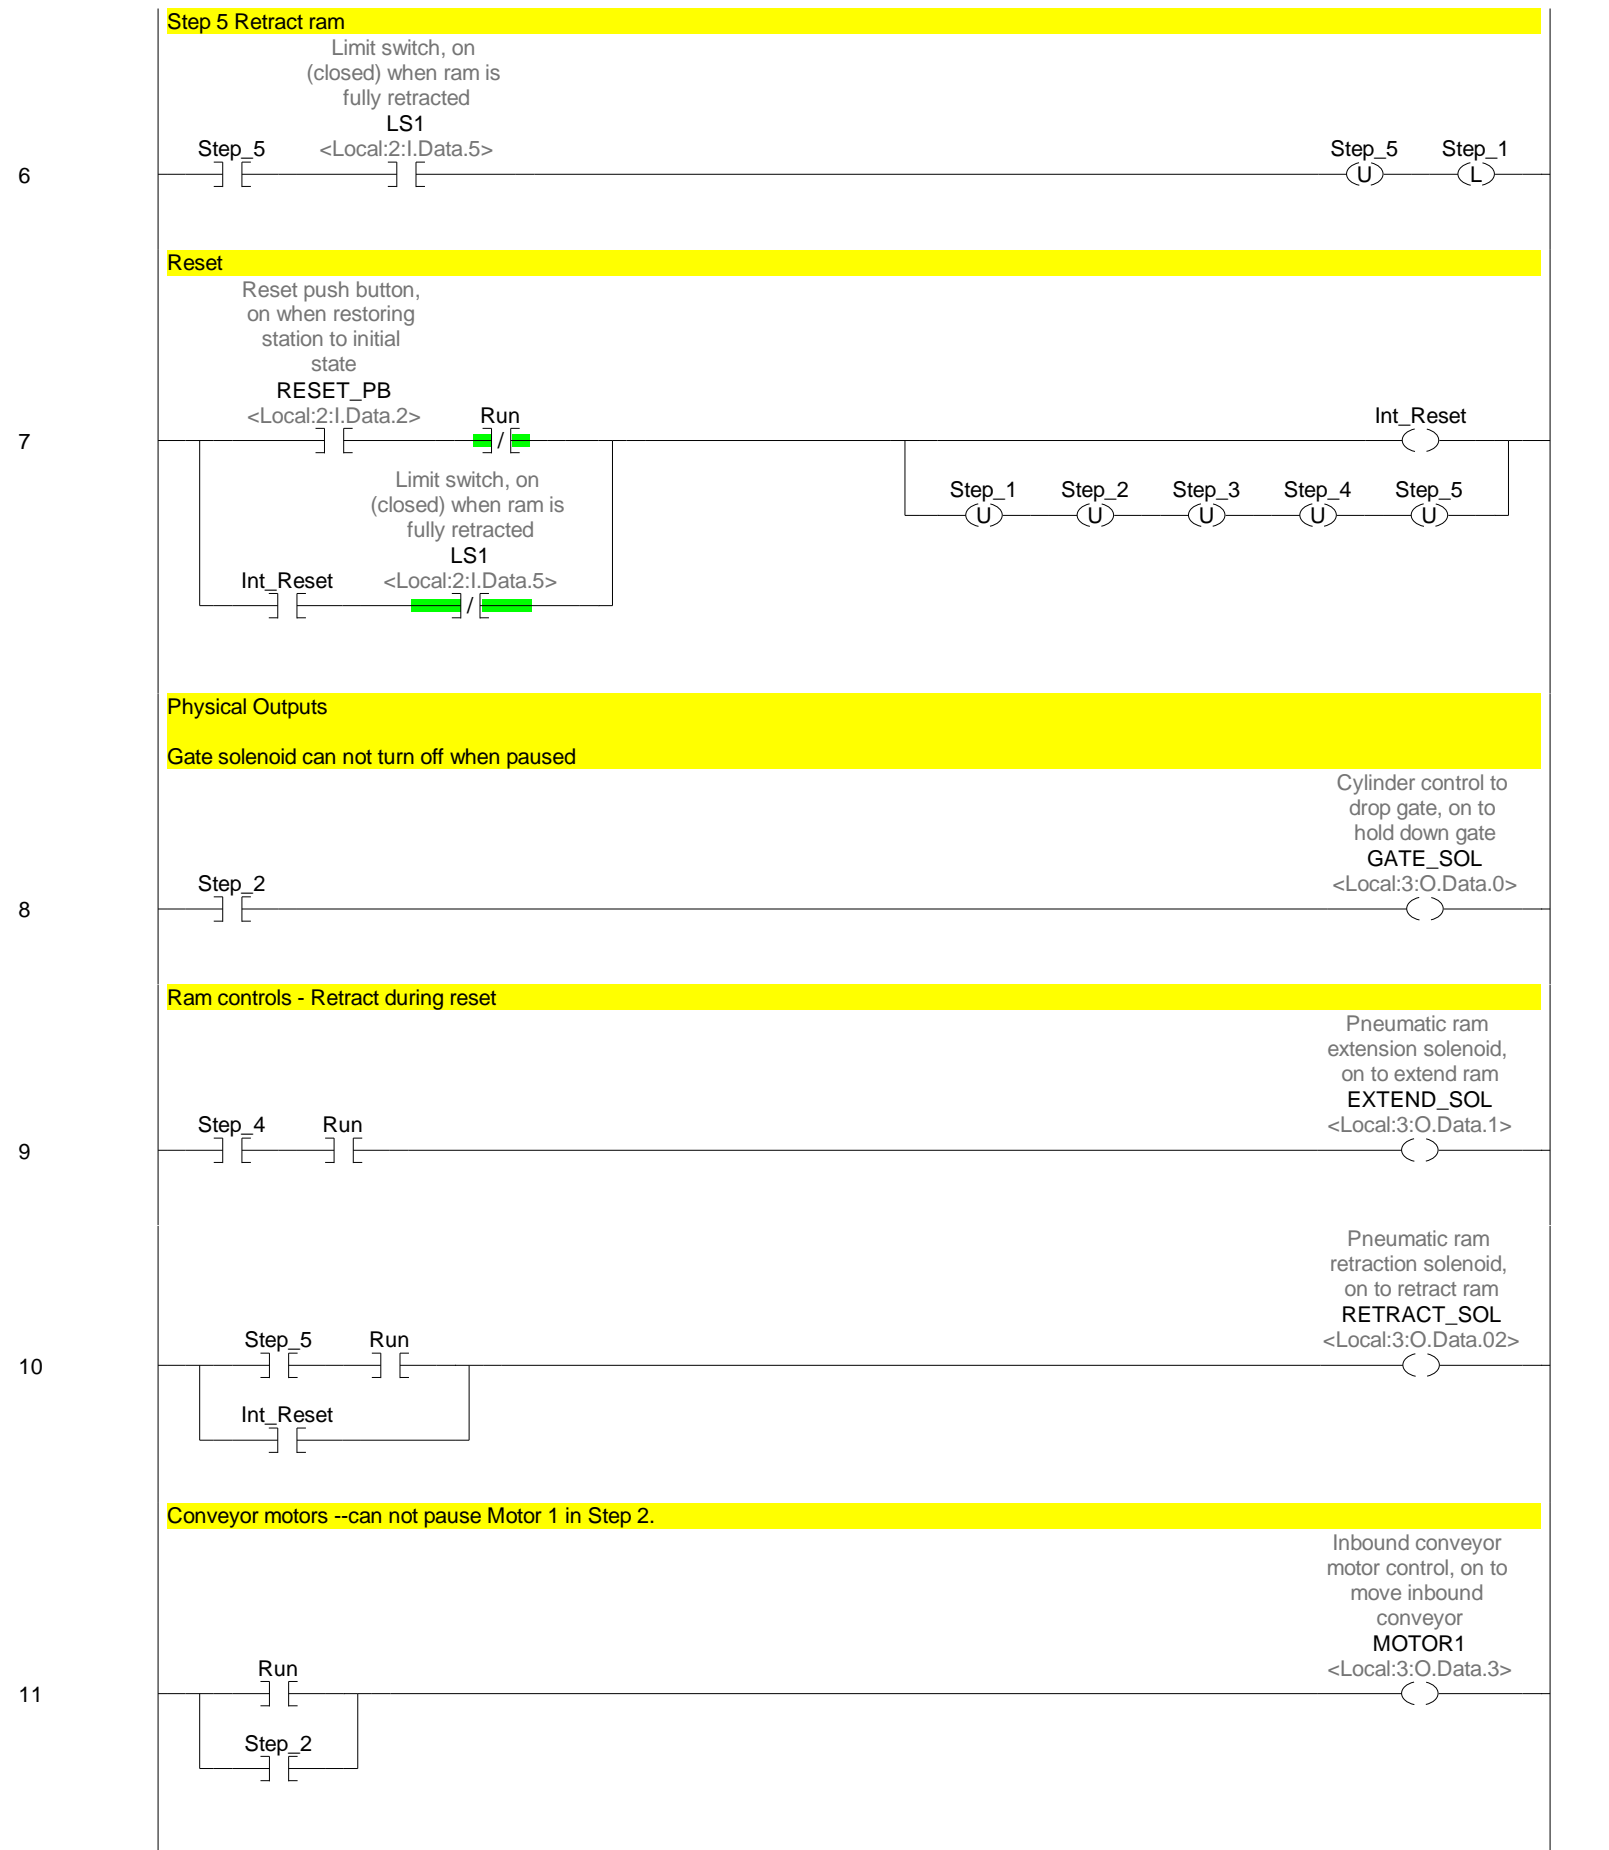 Step 5 Retract ram
Limit switch, on
(closed) when ram is
fully retracted
LS1
Step_5 <Local:2:I.Data.5> Step_5 Step_1
6 U L
Reset
Reset push button,
on when restoring
station to initial
state
RESET_PB
<Local:2:I.Data.2> Run Int_Reset
7 /
Limit switch, on
(closed) when ram is
fully retracted
Step_1 Step_2 Step_3 Step_4 Step_5
U U U U U
LS1
Int_Reset <Local:2:I.Data.5>
/
Physical Outputs
Gate solenoid can not turn off when paused
Cylinder control to
drop gate, on to
hold down gate
GATE_SOL
Step_2 <Local:3:O.Data.0>
8
Ram controls - Retract during reset
Pneumatic ram
extension solenoid,
on to extend ram
EXTEND_SOL
Step_4 Run <Local:3:O.Data.1>
9
Pneumatic ram
retraction solenoid,
on to retract ram
RETRACT_SOL
Step_5 Run <Local:3:O.Data.02>
10
Int_Reset
Conveyor motors --can not pause Motor 1 in Step 2.
Inbound conveyor
motor control, on to
move inbound
conveyor
MOTOR1
Run <Local:3:O.Data.3>
11
Step_2